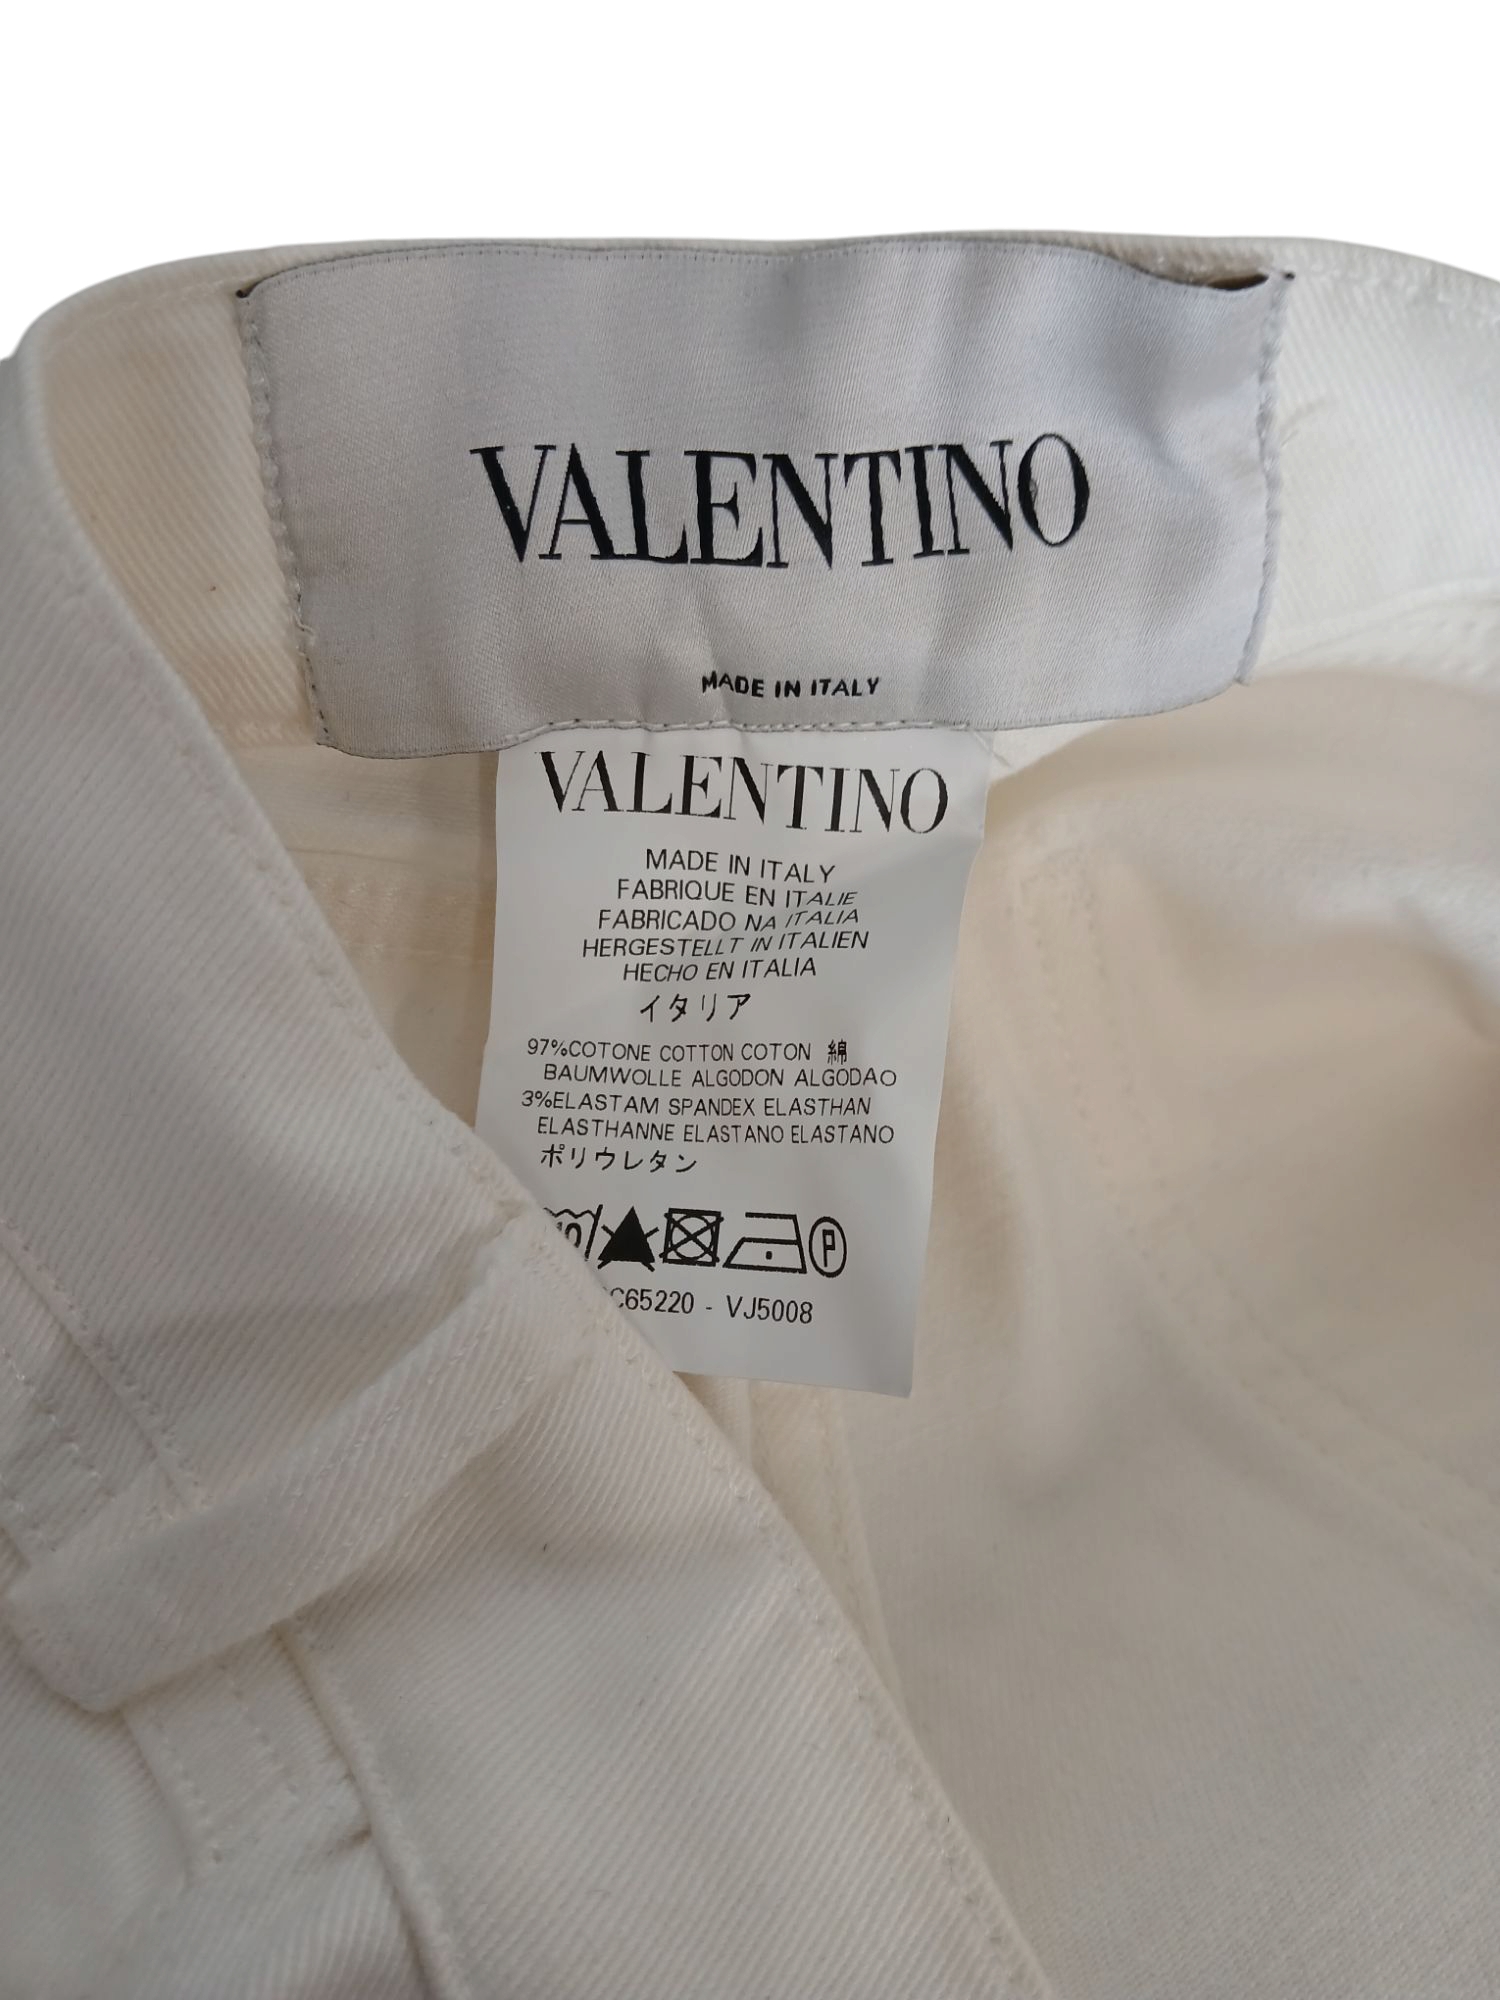 VALENTINO
MADE IN ITALY
VALENTINO
MADE IN ITALY
FABRIQUE EN ITALIE
FABRICADO NA ITALIA
HERGESTELLT IN ITALIEN
HECHO EN ITALIA
イタリア
97%COTONE COTTON COTON 綿
BAUMWOLLE ALGODON ALGODAO
3%ELASTAM SPANDEX ELASTHAN
ELASTHANNE ELASTANO ELASTANO
ポリウレタン
P
C65220 - VJ5008